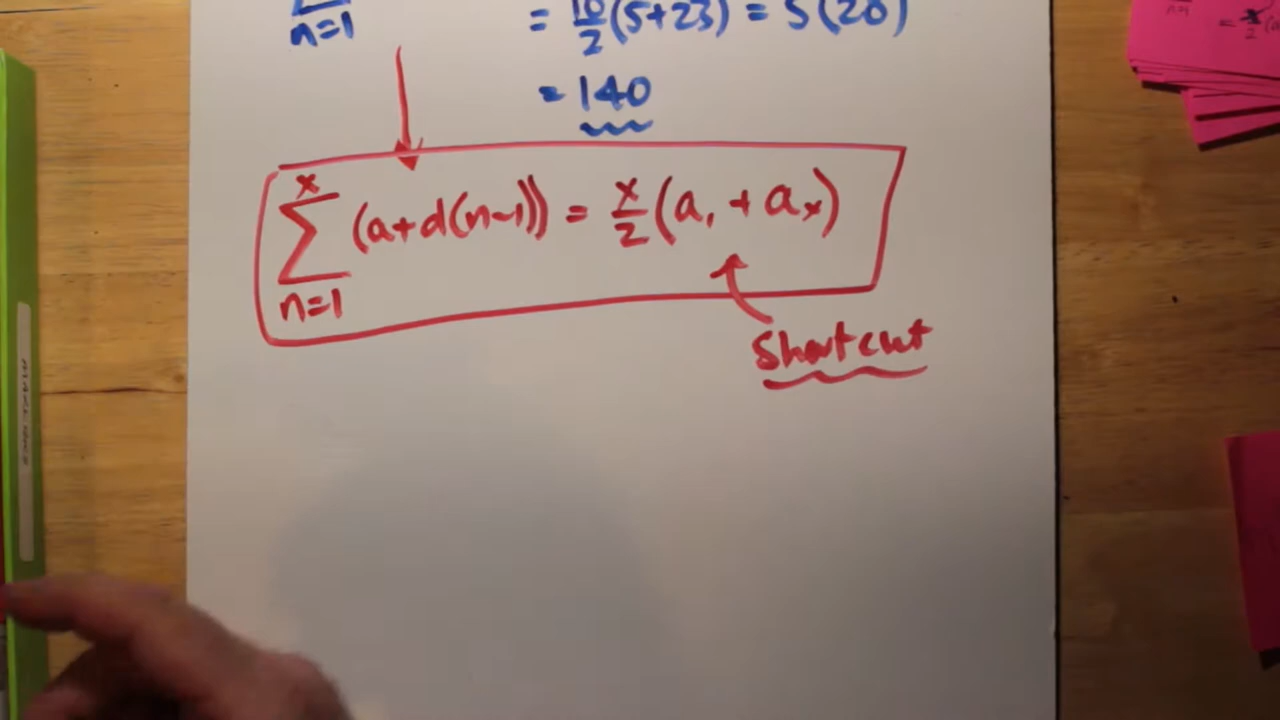 n=1
= 10/2 (5+23) = 5(28)
= 140
x
∑ (a+d(n-1)) = x/2 (a₁ + aₓ)
n=1
Shortcut